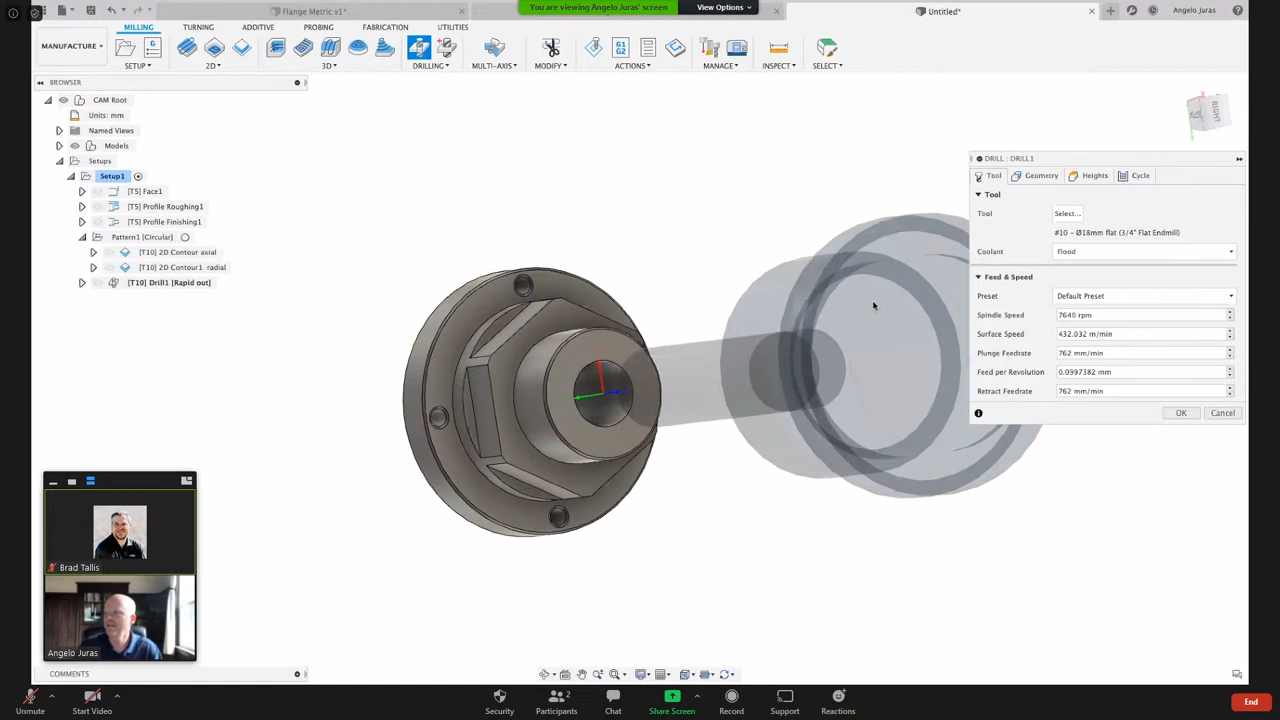 Flange Metric v1*
You are viewing Angelo Juras' screen
View Options
Untitled*
Angelo Juras
MILLING
TURNING
ADDITIVE
PROBING
FABRICATION
UTILITIES
MANUFACTURE
SETUP
2D
3D
DRILLING
MULTI-AXIS
MODIFY
G1
G2
ACTIONS
MANAGE
INSPECT
SELECT
BROWSER
CAM Root
Units: mm
Named Views
Models
Setups
Setup1
[T5] Face1
[T5] Profile Roughing1
[T5] Profile Finishing1
Pattern1 (Circular)
[T10] 2D Contour axial
[T10] 2D Contour1 radial
[T10] Drill1 (Rapid out)
RIGHT
DRILL : DRILL1
Tool
Geometry
Heights
Cycle
Tool
Tool
Select...
#10 - Ø18mm flat (3/4" Flat Endmill)
Coolant
Flood
Feed & Speed
Preset
Default Preset
Spindle Speed
7640 rpm
Surface Speed
432.032 m/min
Plunge Feedrate
762 mm/min
Feed per Revolution
0.0997382 mm
Retract Feedrate
762 mm/min
OK
Cancel
Brad Tallis
Angelo Juras
COMMENTS
Unmute
Start Video
Security
2
Participants
Chat
Share Screen
Record
Support
Reactions
End